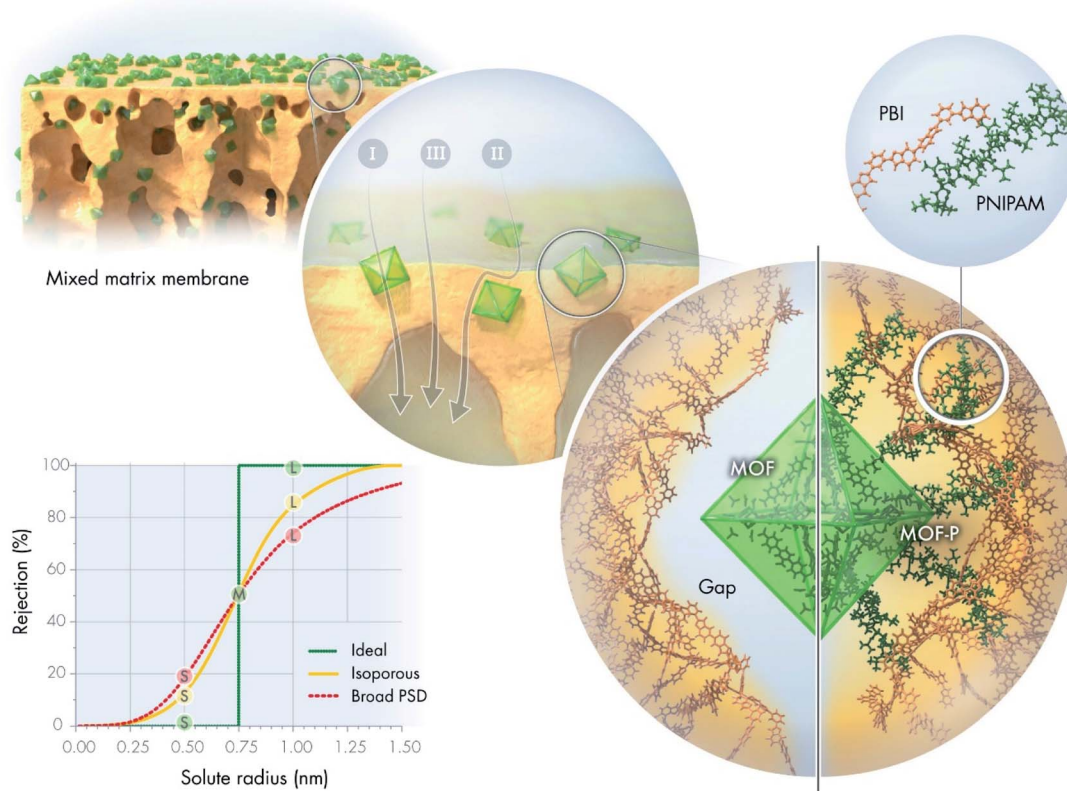 Mixed matrix membrane
I
III
II
PBI
PNIPAM
MOF
MOF-P
Gap
Rejection (%)
100
80
60
40
20
0
L
L
L
M
S
S
S
Ideal
Isoporous
Broad PSD
0.00
0.25
0.50
0.75
1.00
1.25
1.50
Solute radius (nm)